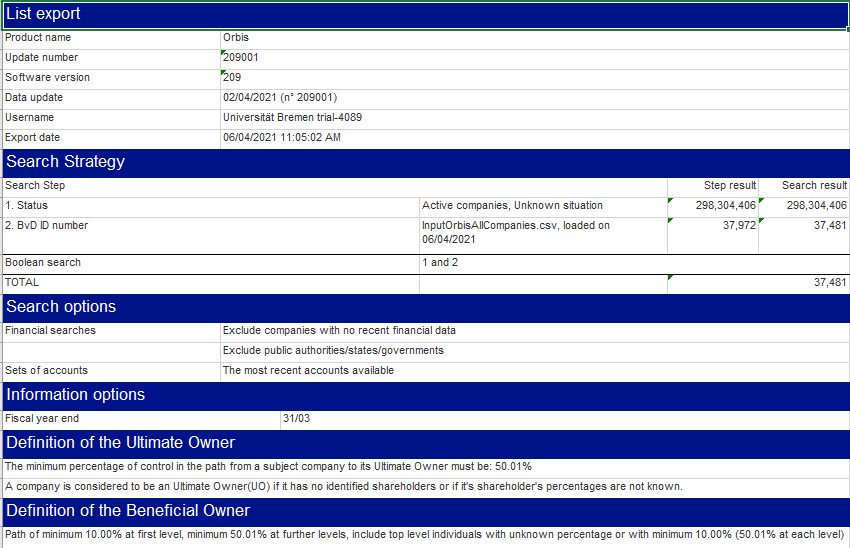 List export
Product name Orbis
Update number 209001
Software version 209
Data update 02/04/2021 (n° 209001)
Username Universität Bremen trial-4089
Export date 06/04/2021 11:05:02 AM
Search Strategy
Search Step Step result Search result
1. Status Active companies, Unknown situation 298,304,406 298,304,406
2. BvD ID number InputOrbisAllCompanies.csv, loaded on 37,972 37,481
06/04/2021
Boolean search 1 and 2
TOTAL 37,481
Search options
Financial searches Exclude companies with no recent financial data
Exclude public authorities/states/governments
Sets of accounts The most recent accounts available
Information options
Fiscal year end 31/03
Definition of the Ultimate Owner
The minimum percentage of control in the path from a subject company to its Ultimate Owner must be: 50.01%
A company is considered to be an Ultimate Owner(UO) if it has no identified shareholders or if it's shareholder's percentages are not known.
Definition of the Beneficial Owner
Path of minimum 10.00% at first level, minimum 50.01% at further levels, include top level individuals with unknown percentage or with minimum 10.00% (50.01% at each level)